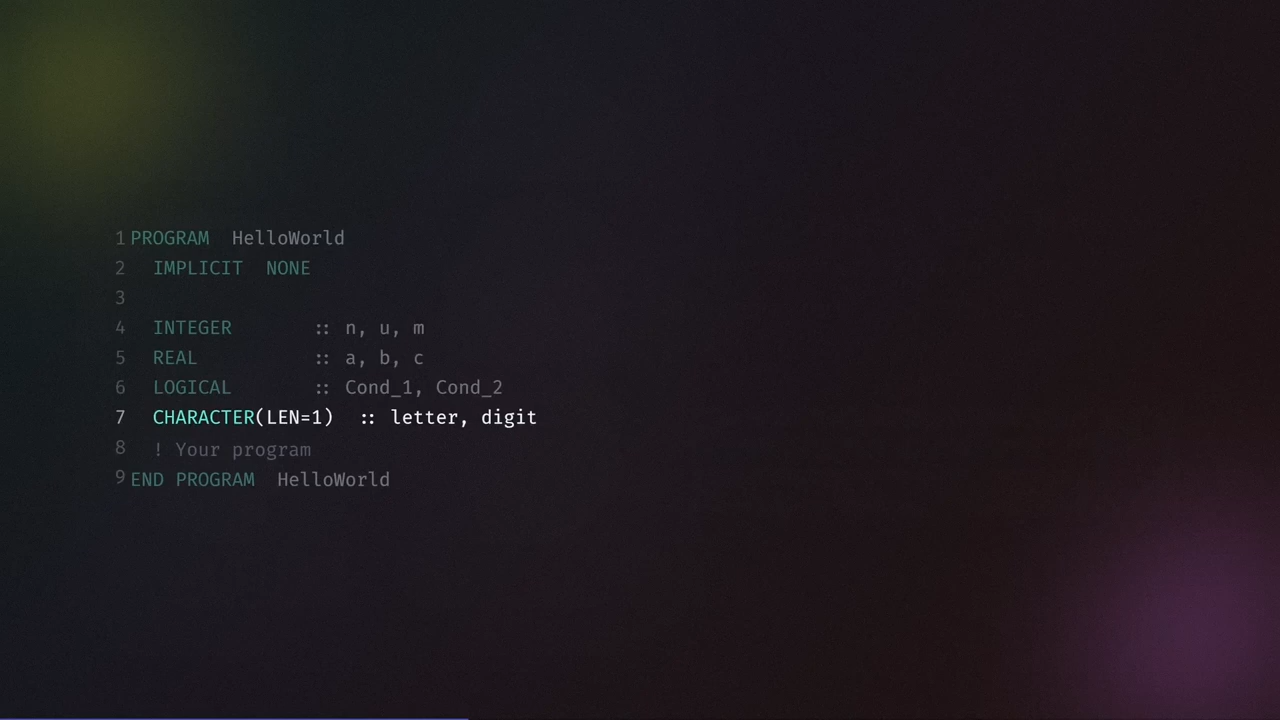 1 PROGRAM  HelloWorld
2   IMPLICIT  NONE
3
4   INTEGER       :: n, u, m
5   REAL          :: a, b, c
6   LOGICAL       :: Cond_1, Cond_2
7   CHARACTER(LEN=1)  :: letter, digit
8   ! Your program
9 END PROGRAM  HelloWorld